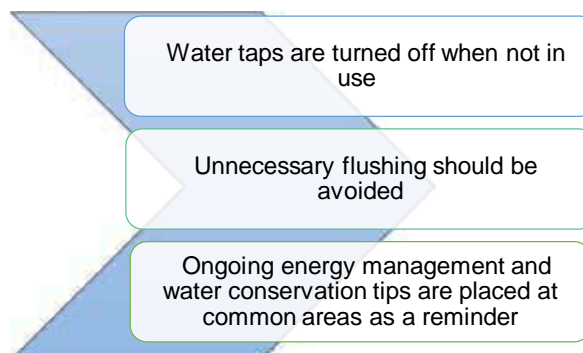 Water taps are turned off when not in
use
Unnecessary flushing should be
avoided
Ongoing energy management and
water conservation tips are placed at
common areas as a reminder